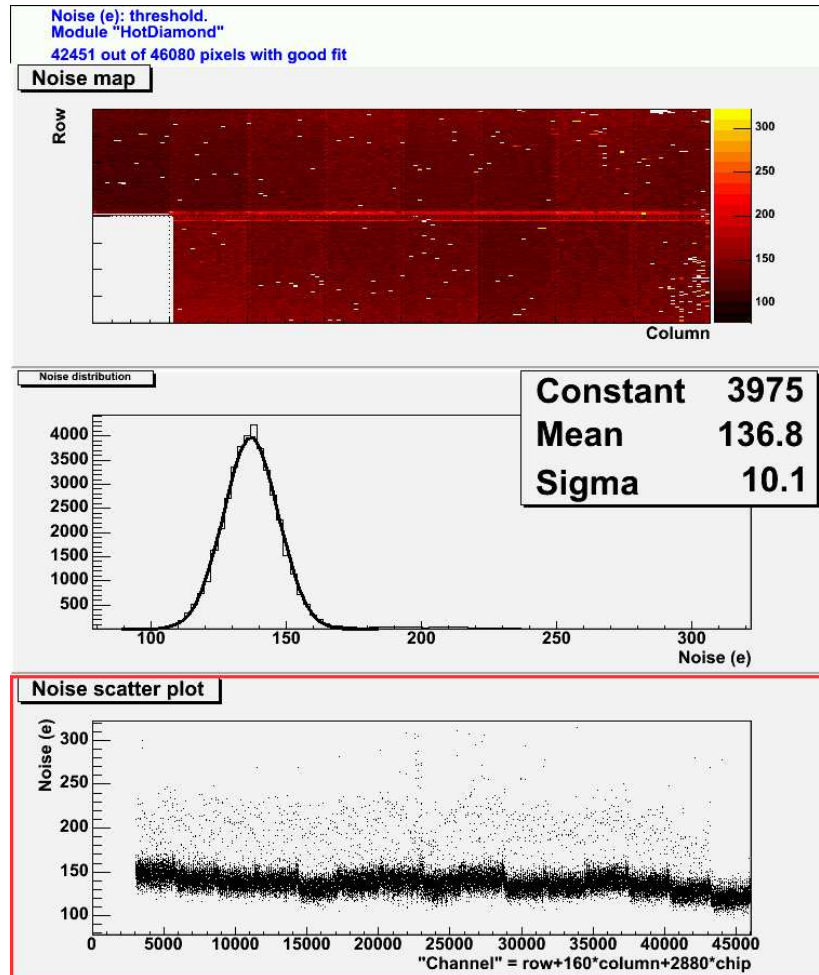 Noise (e): threshold.
Module "HotDiamond"
42451 out of 46080 pixels with good fit
Noise map
Row
300
250
200
150
100
Column
Noise distribution
Constant 3975
Mean 136.8
Sigma 10.1
4000
3500
3000
2500
2000
1500
1000
500
100 150 200 250 300
Noise (e)
Noise scatter plot
Noise (e)
300
250
200
150
100
0 5000 10000 15000 20000 25000 30000 35000 40000 45000
"Channel" = row+160*column+2880*chip